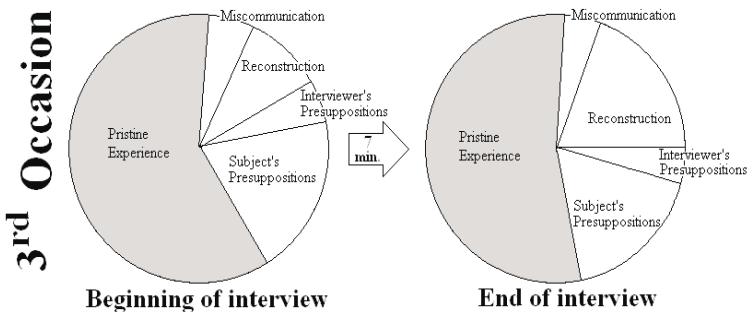 3rd Occasion
Miscommunication
Reconstruction
Interviewer's
Presuppositions
Pristine
Experience
Subject's
Presuppositions
Beginning of interview
7
min.
Miscommunication
Reconstruction
Interviewer's
Presuppositions
Pristine
Experience
Subject's
Presuppositions
End of interview